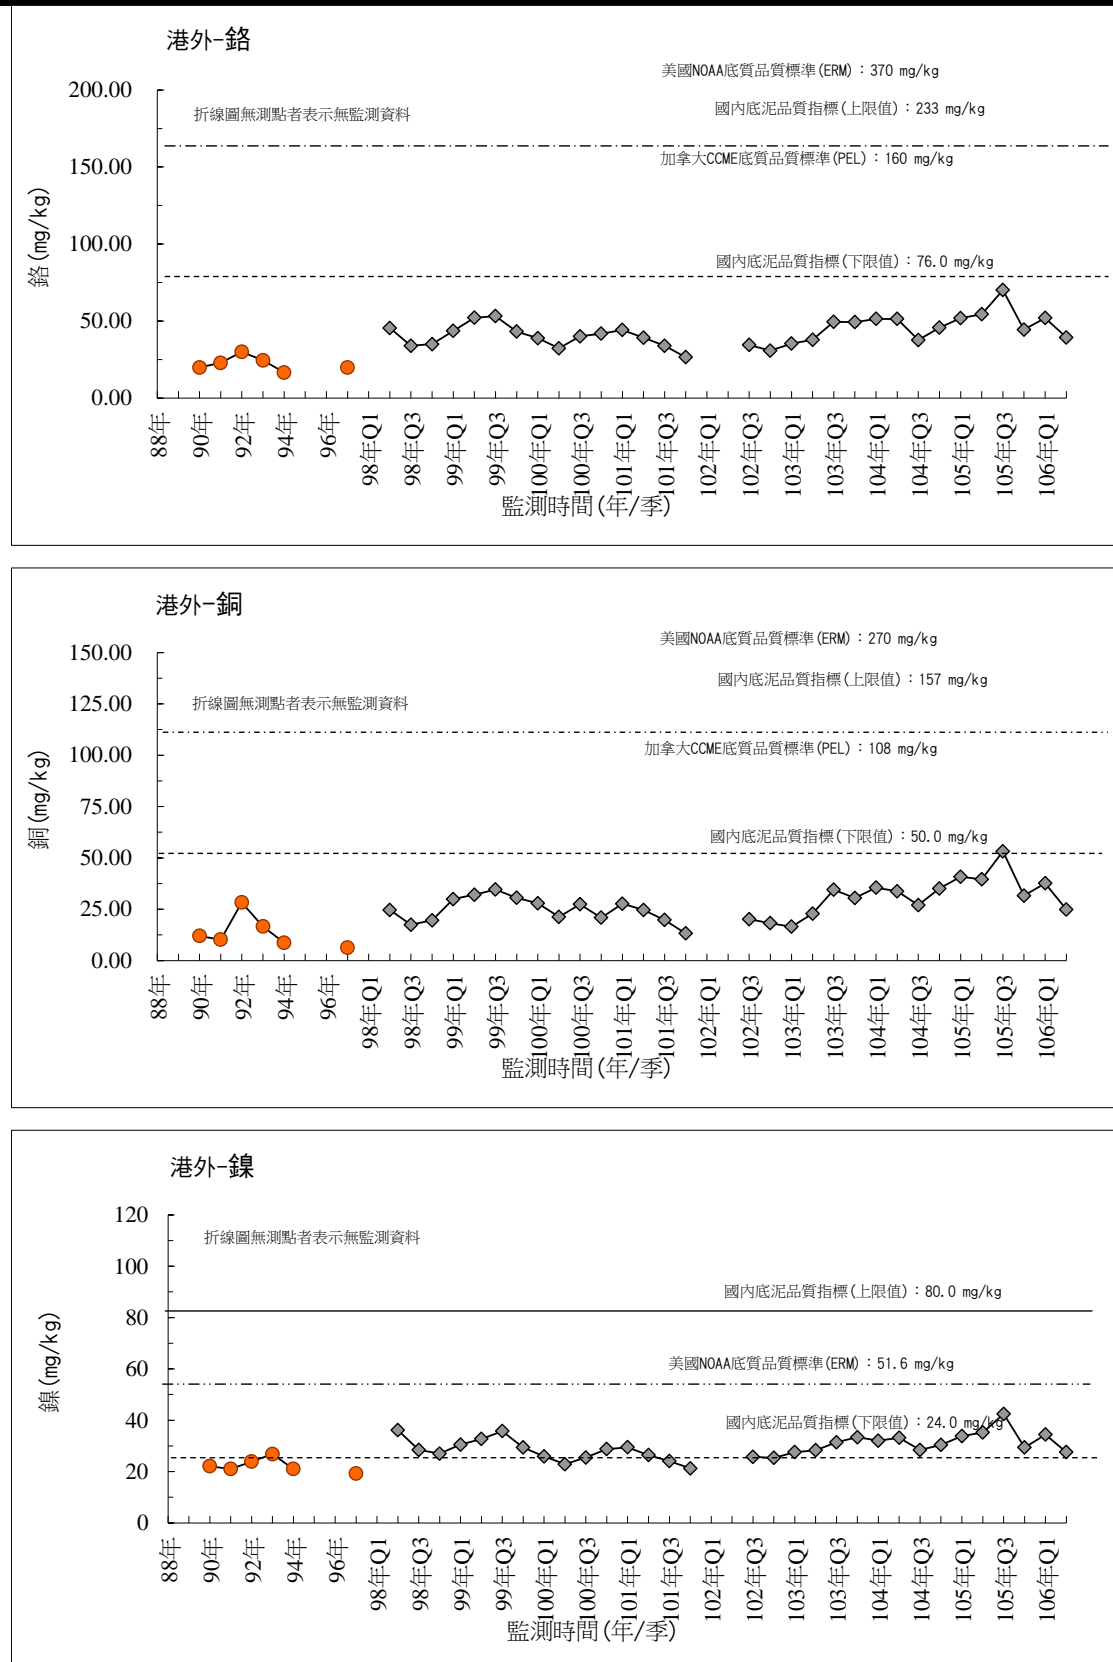 港外-鉻
美國NOAA底質品質標準(ERM)：370 mg/kg
國內底泥品質指標(上限值)：233 mg/kg
折線圖無測點者表示無監測資料
加拿大CCME底質品質標準(PEL)：160 mg/kg
國內底泥品質指標(下限值)：76.0 mg/kg
鉻(mg/kg)
200.00
150.00
100.00
50.00
0.00
88年
90年
92年
94年
96年
98年Q1
98年Q3
99年Q1
99年Q3
100年Q1
100年Q3
101年Q1
101年Q3
102年Q1
102年Q3
103年Q1
103年Q3
104年Q1
104年Q3
105年Q1
105年Q3
106年Q1
監測時間(年/季)
港外-銅
美國NOAA底質品質標準(ERM)：270 mg/kg
國內底泥品質指標(上限值)：157 mg/kg
折線圖無測點者表示無監測資料
加拿大CCME底質品質標準(PEL)：108 mg/kg
國內底泥品質指標(下限值)：50.0 mg/kg
銅(mg/kg)
150.00
125.00
100.00
75.00
50.00
25.00
0.00
88年
90年
92年
94年
96年
98年Q1
98年Q3
99年Q1
99年Q3
100年Q1
100年Q3
101年Q1
101年Q3
102年Q1
102年Q3
103年Q1
103年Q3
104年Q1
104年Q3
105年Q1
105年Q3
106年Q1
監測時間(年/季)
港外-鎳
折線圖無測點者表示無監測資料
國內底泥品質指標(上限值)：80.0 mg/kg
美國NOAA底質品質標準(ERM)：51.6 mg/kg
國內底泥品質指標(下限值)：24.0 mg/kg
鎳(mg/kg)
120
100
80
60
40
20
0
88年
90年
92年
94年
96年
98年Q1
98年Q3
99年Q1
99年Q3
100年Q1
100年Q3
101年Q1
101年Q3
102年Q1
102年Q3
103年Q1
103年Q3
104年Q1
104年Q3
105年Q1
105年Q3
106年Q1
監測時間(年/季)